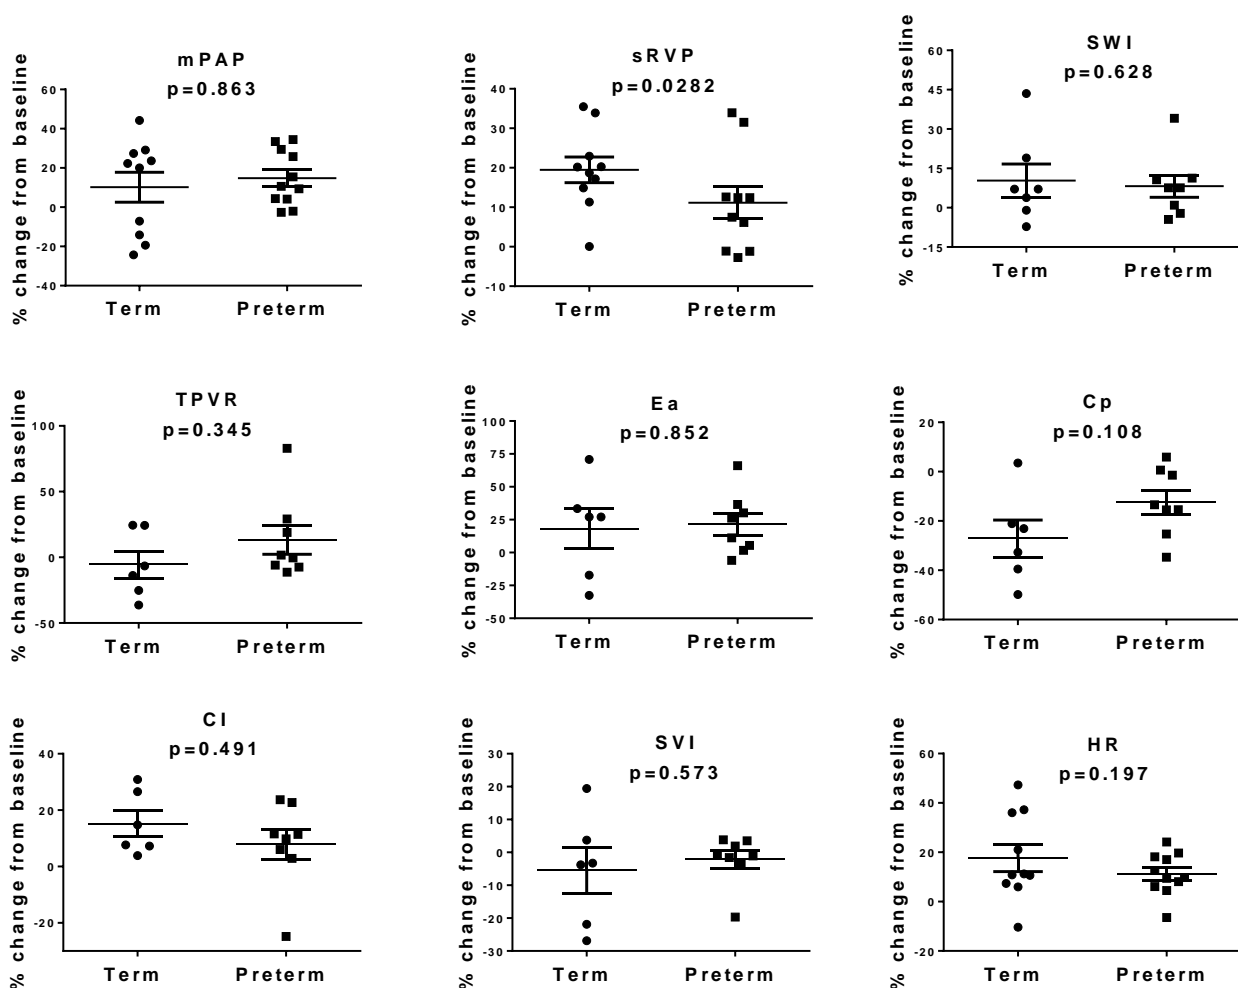 mPAP
p=0.863
% change from baseline
60
40
20
0
-20
-40
Term
Preterm
sRVP
p=0.0282
% change from baseline
40
30
20
10
0
-10
Term
Preterm
SWI
p=0.628
% change from baseline
60
45
30
15
0
-15
Term
Preterm
TPVR
p=0.345
% change from baseline
100
50
0
-50
Term
Preterm
Ea
p=0.852
% change from baseline
100
75
50
25
0
-25
-50
Term
Preterm
Cp
p=0.108
% change from baseline
20
0
-20
-40
-60
Term
Preterm
CI
p=0.491
% change from baseline
40
20
0
-20
Term
Preterm
SVI
p=0.573
% change from baseline
30
20
10
0
-10
-20
-30
Term
Preterm
HR
p=0.197
% change from baseline
60
40
20
0
-20
Term
Preterm